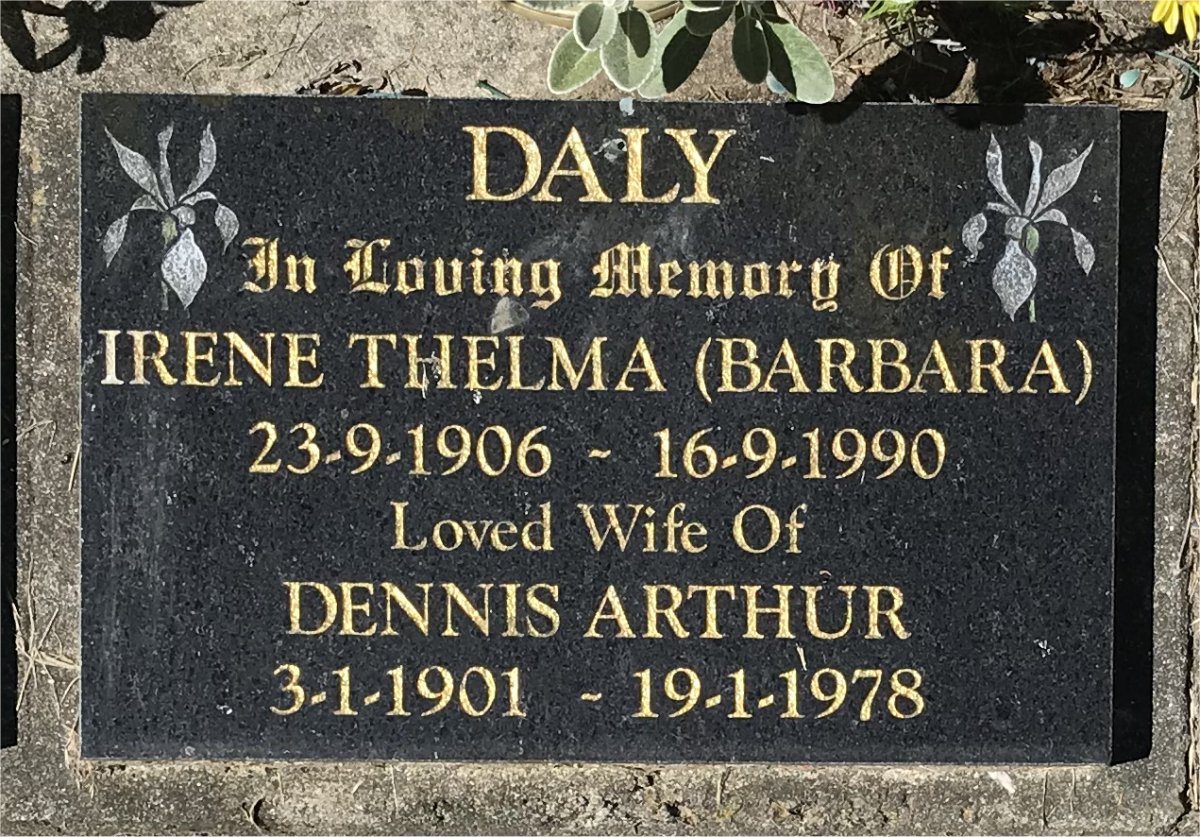 DALY
In Loving Memory Of
IRENE THELMA (BARBARA)
23-9-1906 - 16-9-1990
Loved Wife Of
DENNIS ARTHUR
3-1-1901 - 19-1-1978